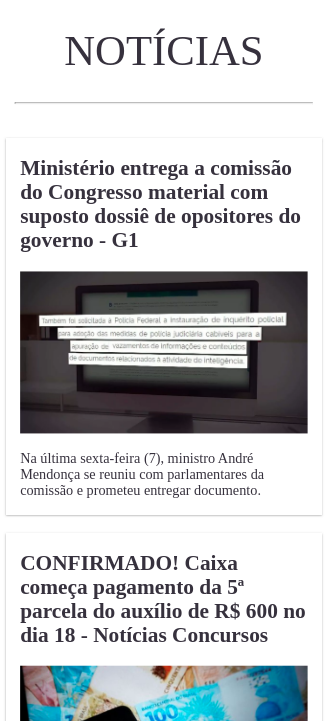 NOTÍCIAS
Ministério entrega a comissão
do Congresso material com
suposto dossiê de opositores do
governo - G1
Também foi solicitada à Polícia Federal a instauração de inquérito policial
para adoção das medidas de polícia judiciária cabíveis para a
apuração de vazamentos de informações e conteúdos
de documentos relacionados à atividade de inteligência.
Na última sexta-feira (7), ministro André
Mendonça se reuniu com parlamentares da
comissão e prometeu entregar documento.
CONFIRMADO! Caixa
começa pagamento da 5ª
parcela do auxílio de R$ 600 no
dia 18 - Notícias Concursos
100